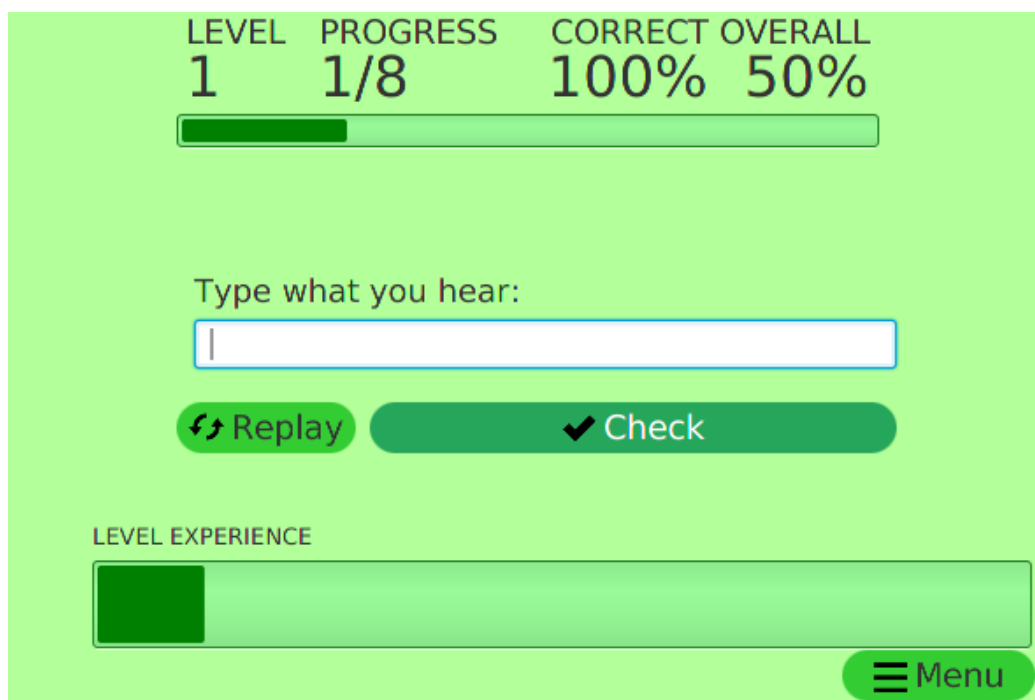 LEVEL PROGRESS CORRECT OVERALL
1 1/8 100% 50%
Type what you hear:
Replay Check
LEVEL EXPERIENCE
Menu